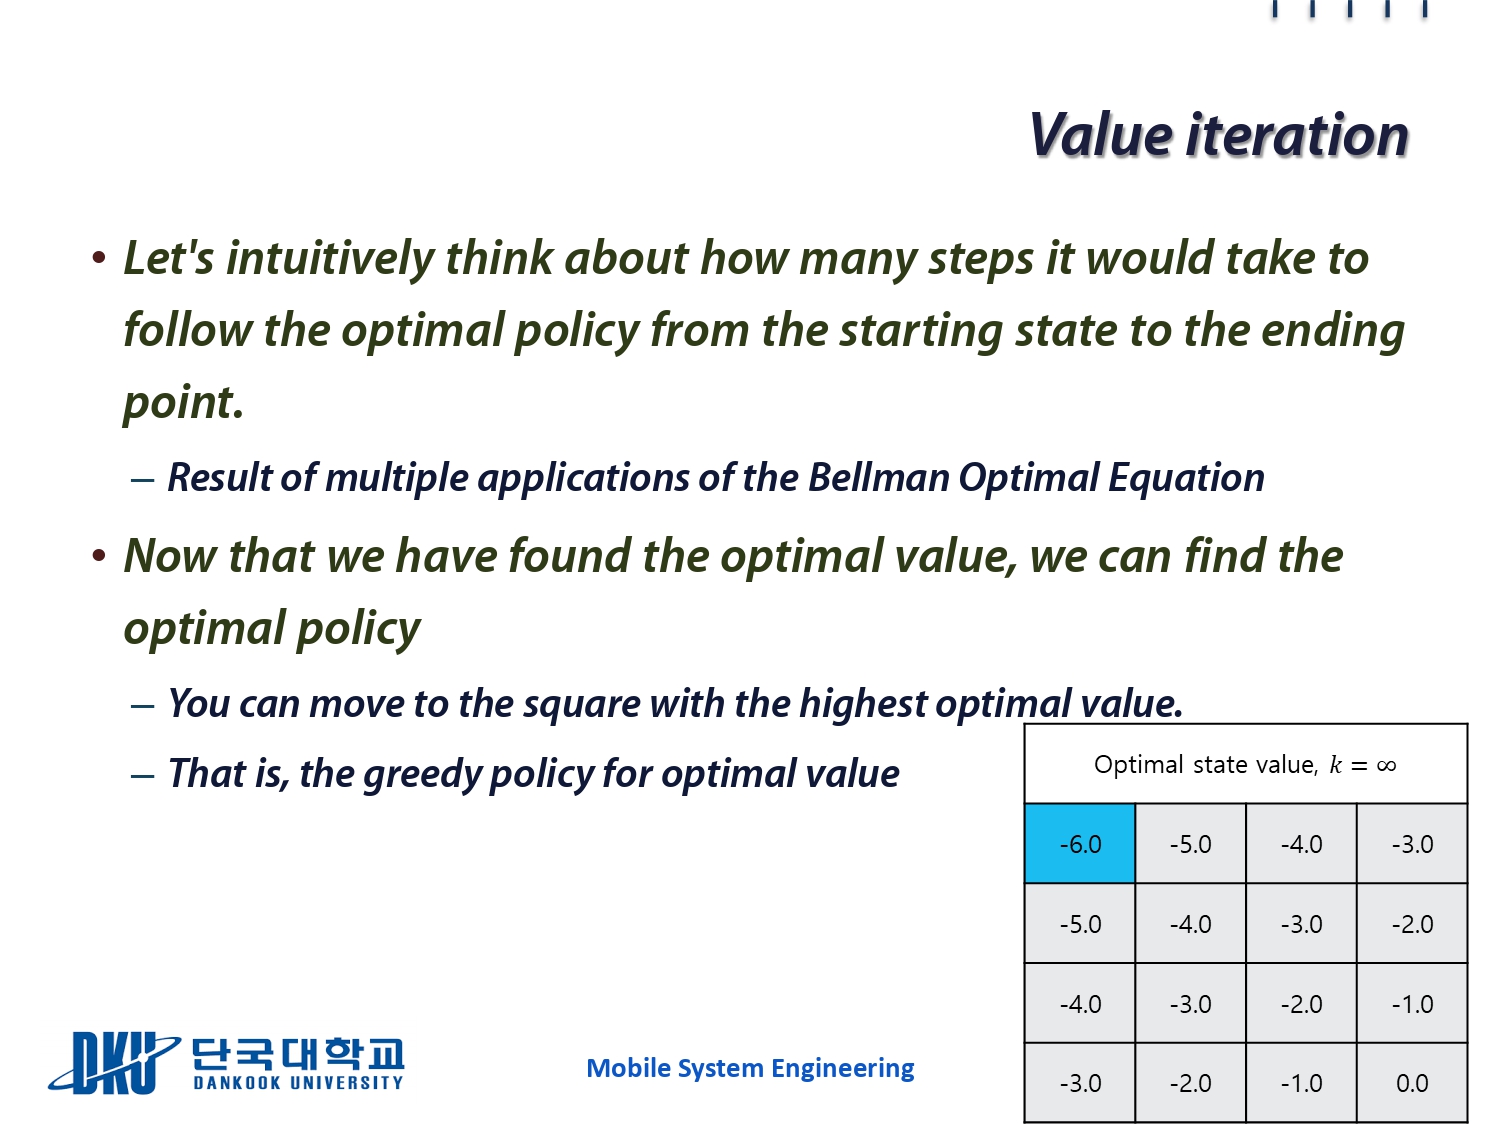 Value iteration
• Let's intuitively think about how many steps it would take to
follow the optimal policy from the starting state to the ending
point.
– Result of multiple applications of the Bellman Optimal Equation
• Now that we have found the optimal value, we can find the
optimal policy
– You can move to the square with the highest optimal value.
– That is, the greedy policy for optimal value
Optimal state value, k = ∞
-6.0 -5.0 -4.0 -3.0
-5.0 -4.0 -3.0 -2.0
-4.0 -3.0 -2.0 -1.0
-3.0 -2.0 -1.0 0.0
DKU 단국대학교
DANKOOK UNIVERSITY
Mobile System Engineering